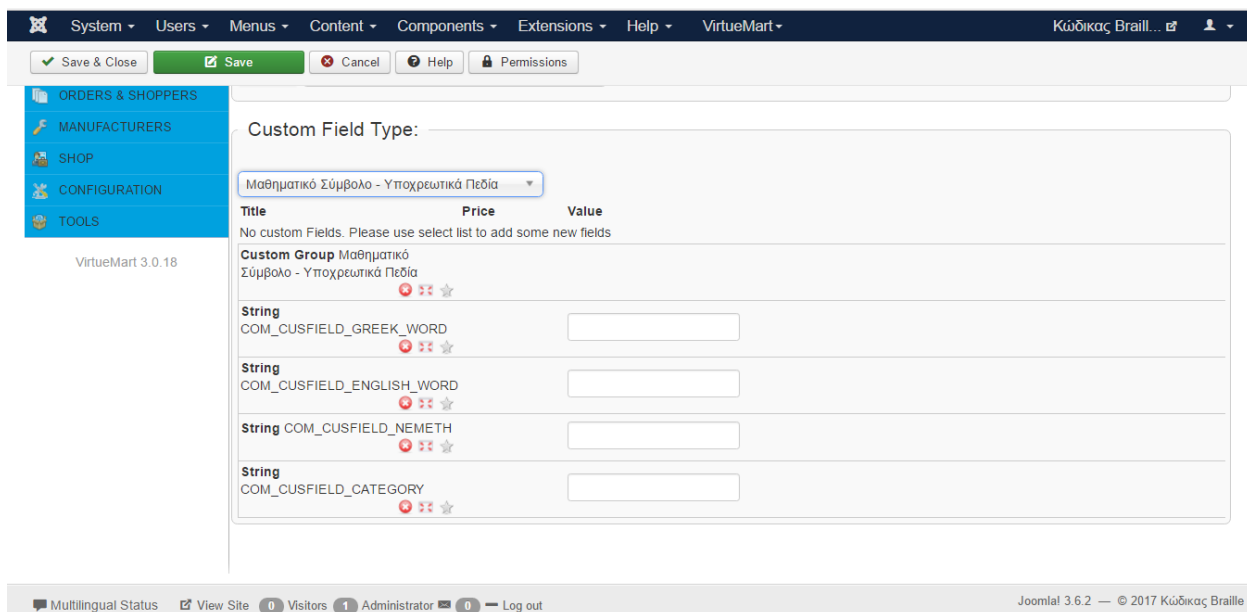 System Users Menus Content Components Extensions Help VirtueMart Κώδικας Braill...
Save & Close Save Cancel Help Permissions
ORDERS & SHOPPERS
MANUFACTURERS
SHOP
CONFIGURATION
TOOLS
VirtueMart 3.0.18
Custom Field Type:
Μαθηματικό Σύμβολο - Υποχρεωτικά Πεδία
Title Price Value
No custom Fields. Please use select list to add some new fields
Custom Group Μαθηματικό
Σύμβολο - Υποχρεωτικά Πεδία
String
COM_CUSFIELD_GREEK_WORD
String
COM_CUSFIELD_ENGLISH_WORD
String COM_CUSFIELD_NEMETH
String
COM_CUSFIELD_CATEGORY
Multilingual Status View Site 0 Visitors 1 Administrator 0 Log out
Joomla! 3.6.2 — © 2017 Κώδικας Braille